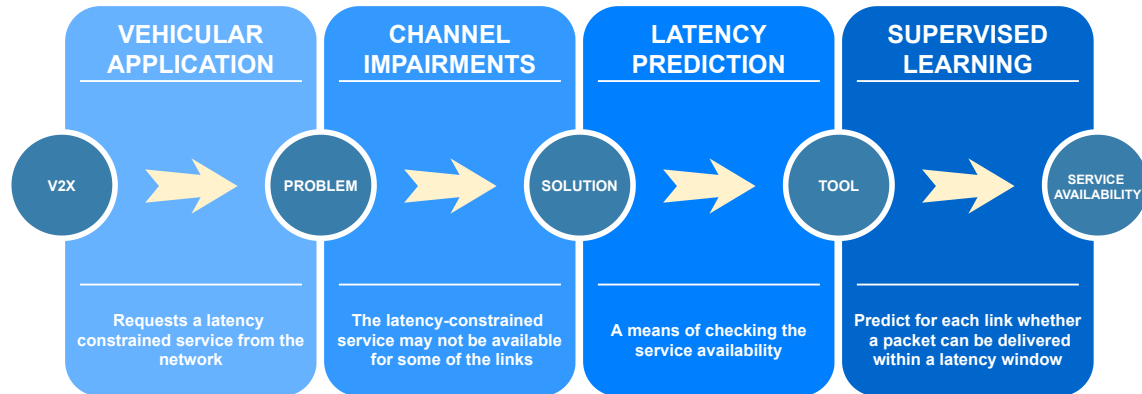 VEHICULAR
APPLICATION
CHANNEL
IMPAIRMENTS
LATENCY
PREDICTION
SUPERVISED
LEARNING
V2X
PROBLEM
SOLUTION
TOOL
SERVICE
AVAILABILITY
Requests a latency
constrained service from the
network
The latency-constrained
service may not be available
for some of the links
A means of checking the
service availability
Predict for each link whether
a packet can be delivered
within a latency window